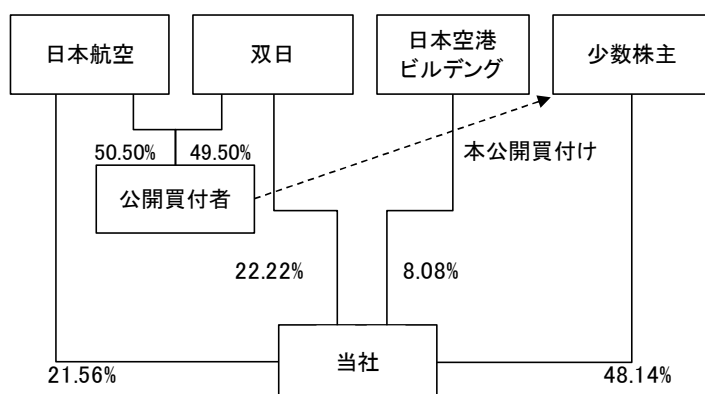 日本航空
双日
日本空港
ビルデング
少数株主
50.50%
49.50%
本公開買付け
公開買付者
22.22%
8.08%
当社
21.56%
48.14%